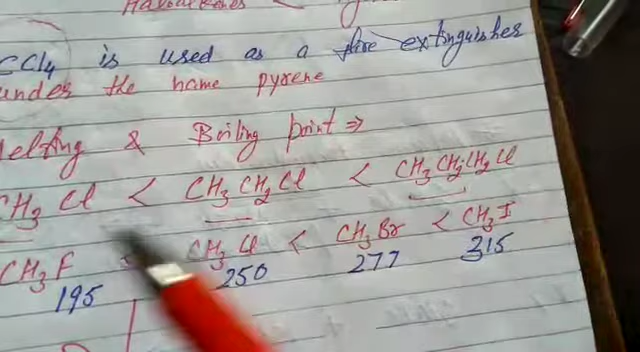 Haloalkanes <
CCl4 is used as a fire extinguisher
under the name pyrene
Melting & Boiling point ⇒
CH3 Cl < CH3 CH2 Cl < CH3 CH2 CH2 Cl
CH3 F CH3 Cl < CH3 Br < CH3 I
195 250 277 315